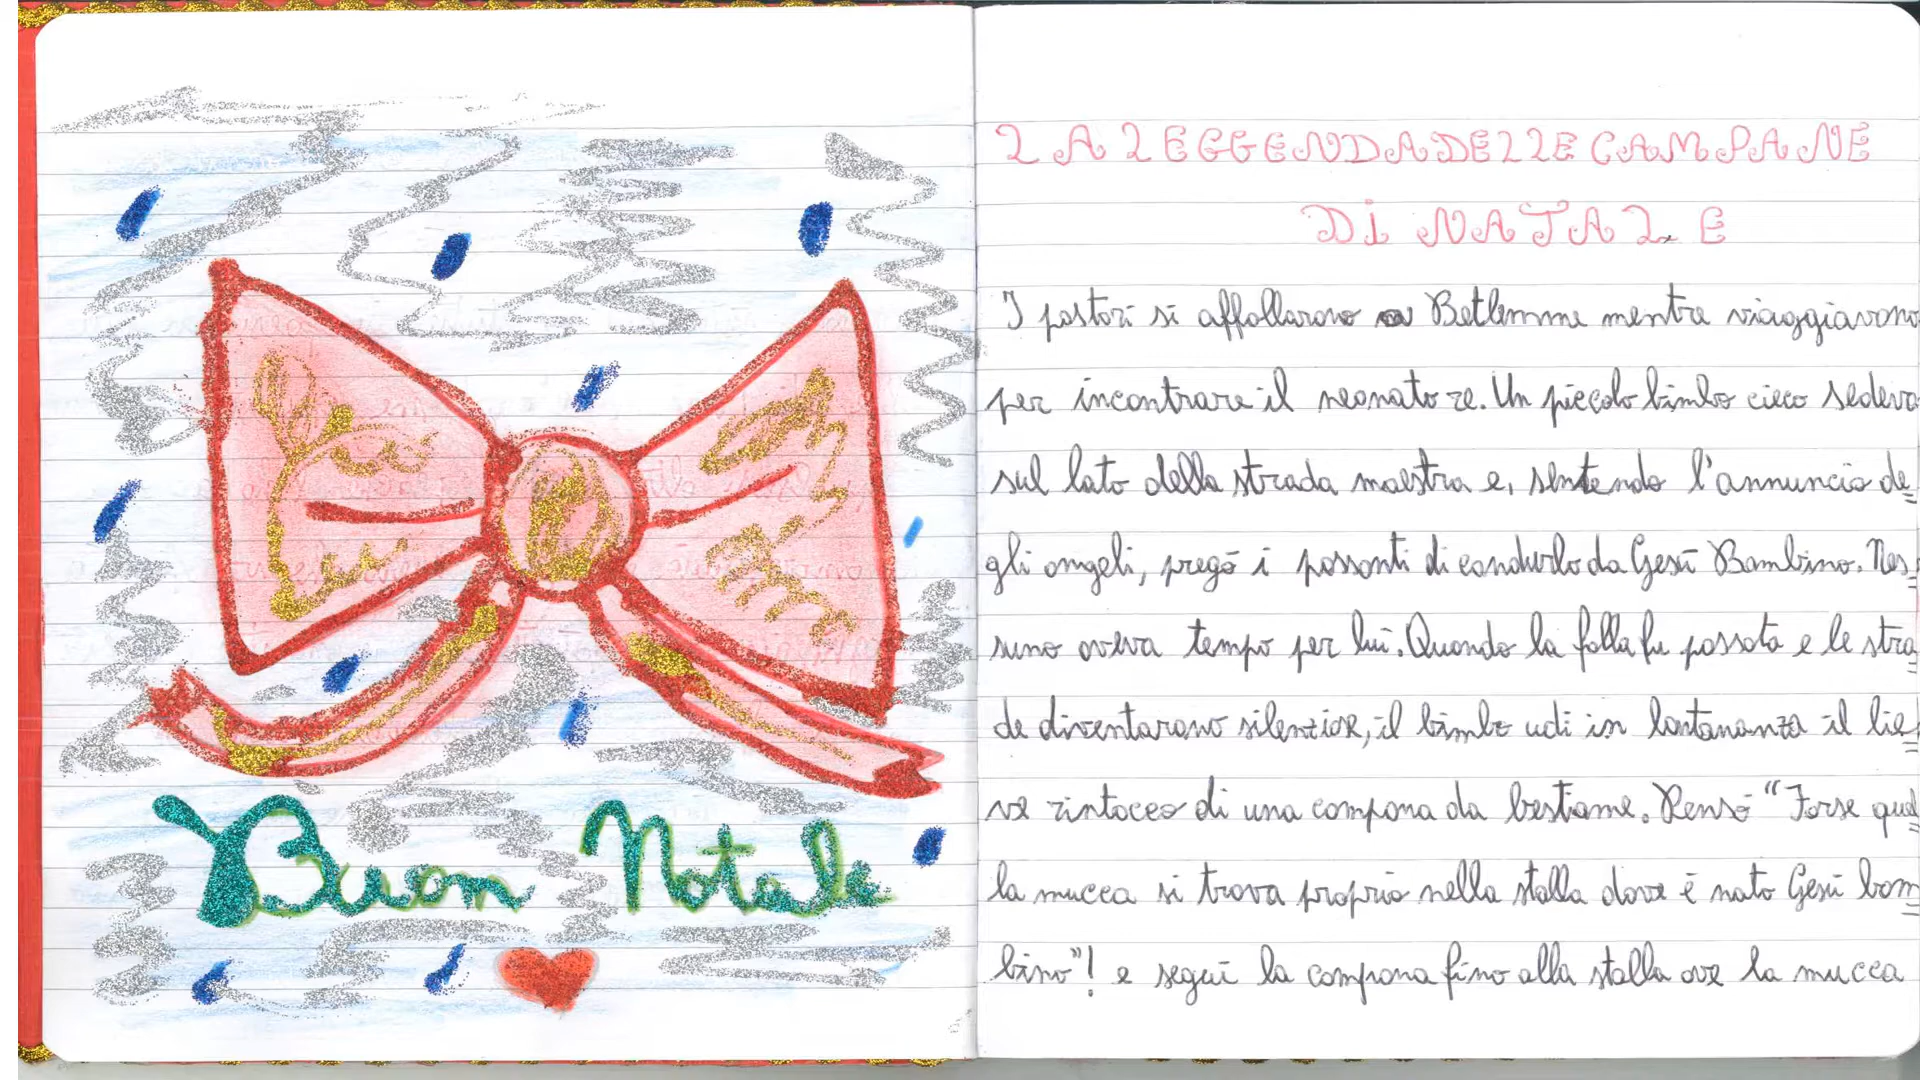 Buon Natale
LA LEGGENDA DELLE CAMPANE
DI NATALE
I pastori si affollarono a Betlemme mentre viaggiavano
per incontrare il neonato re. Un piccolo bimbo cieco sedeva
sul lato della strada maestra e, sentendo l'annuncio de=
gli angeli, pregò i passanti di condurlo da Gesù Bambino. Nes=
suno aveva tempo per lui. Quando la folla fu passata e le stra=
de diventarono silenziose, il bimbo udì in lontananza il lie=
ve rintocco di una campana da bestiame. Pensò "Forse quel=
la mucca si trova proprio nella stalla dove è nato Gesù bam=
bino"! e seguì la campana fino alla stalla ove la mucca